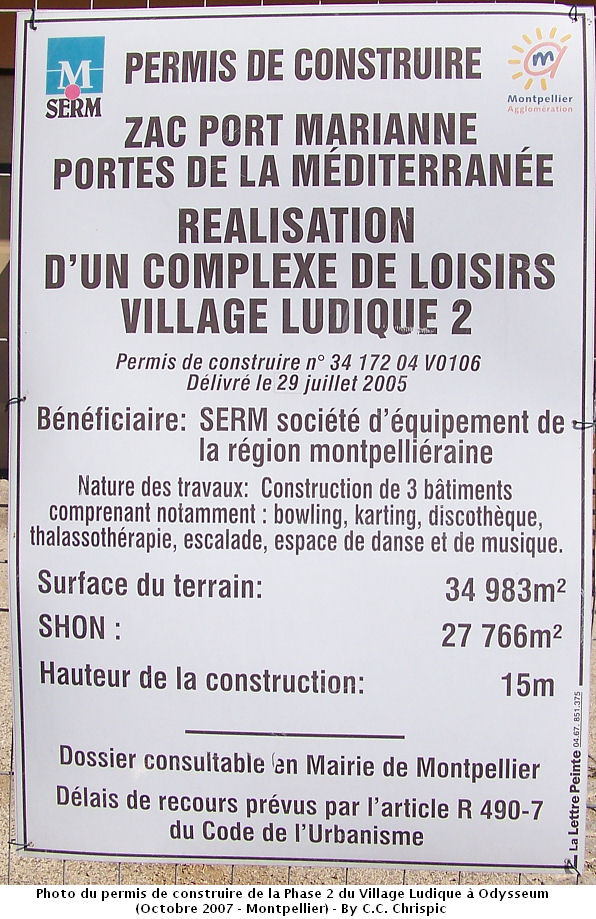 M
SERM
PERMIS DE CONSTRUIRE
m
Montpellier
Agglomération
ZAC PORT MARIANNE
PORTES DE LA MÉDITERRANÉE
REALISATION
D'UN COMPLEXE DE LOISIRS
VILLAGE LUDIQUE 2
Permis de construire n° 34 172 04 V0106
Délivré le 29 juillet 2005
Bénéficiaire: SERM société d'équipement de
la région montpelliéraine
Nature des travaux: Construction de 3 bâtiments
comprenant notamment : bowling, karting, discothèque,
thalassothérapie, escalade, espace de danse et de musique.
Surface du terrain: 34 983m²
SHON : 27 766m²
Hauteur de la construction: 15m
Dossier consultable en Mairie de Montpellier
Délais de recours prévus par l'article R 490-7
du Code de l'Urbanisme
La Lettre Peinte 04.67. 851.375
Photo du permis de construire de la Phase 2 du Village Ludique à Odysseum
(Octobre 2007 - Montpellier) - By C.C. Chrispic